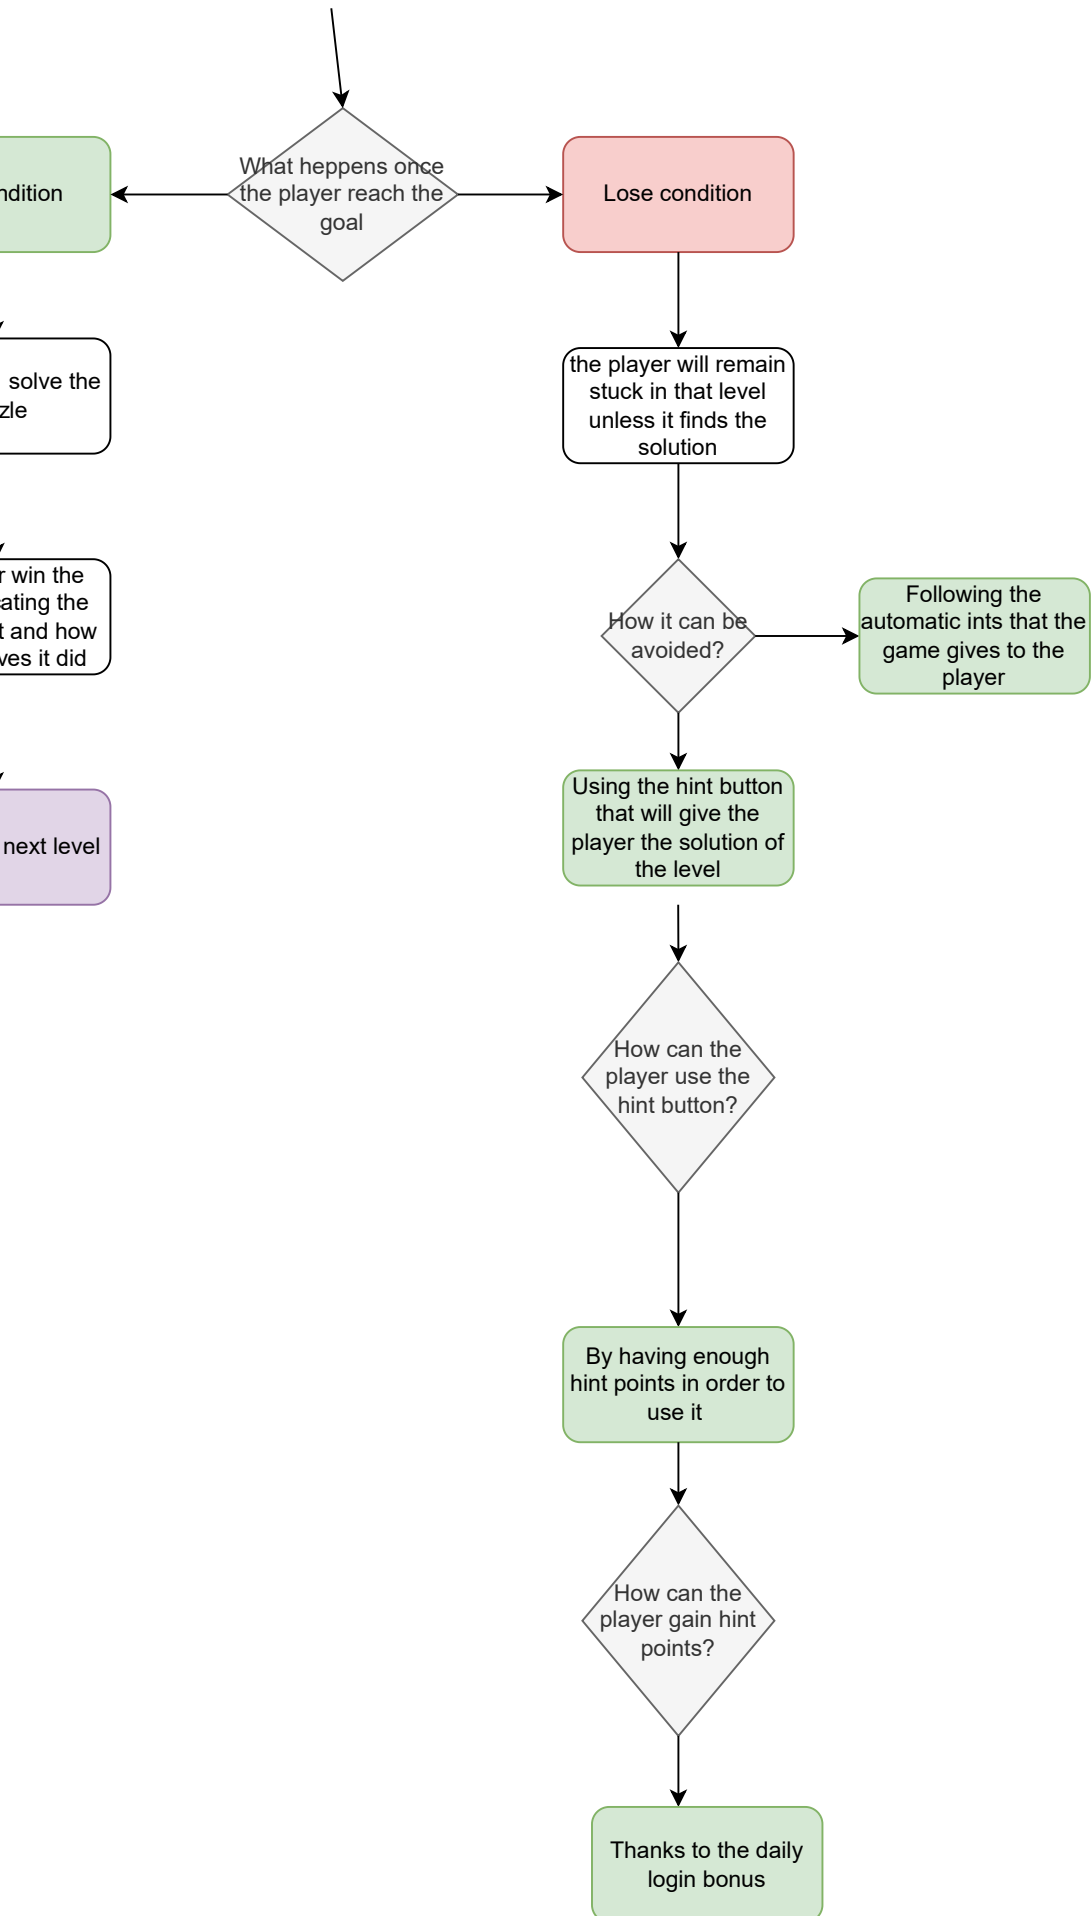 What heppens once
the player reach the
goal
Lose condition
solve the
the player will remain
stuck in that level
unless it finds the
solution
win the
the
and how
it did
How it can be
avoided?
Following the
automatic ints that the
game gives to the
player
next level
Using the hint button
that will give the
player the solution of
the level
How can the
player use the
hint button?
By having enough
hint points in order to
use it
How can the
player gain hint
points?
Thanks to the daily
login bonus